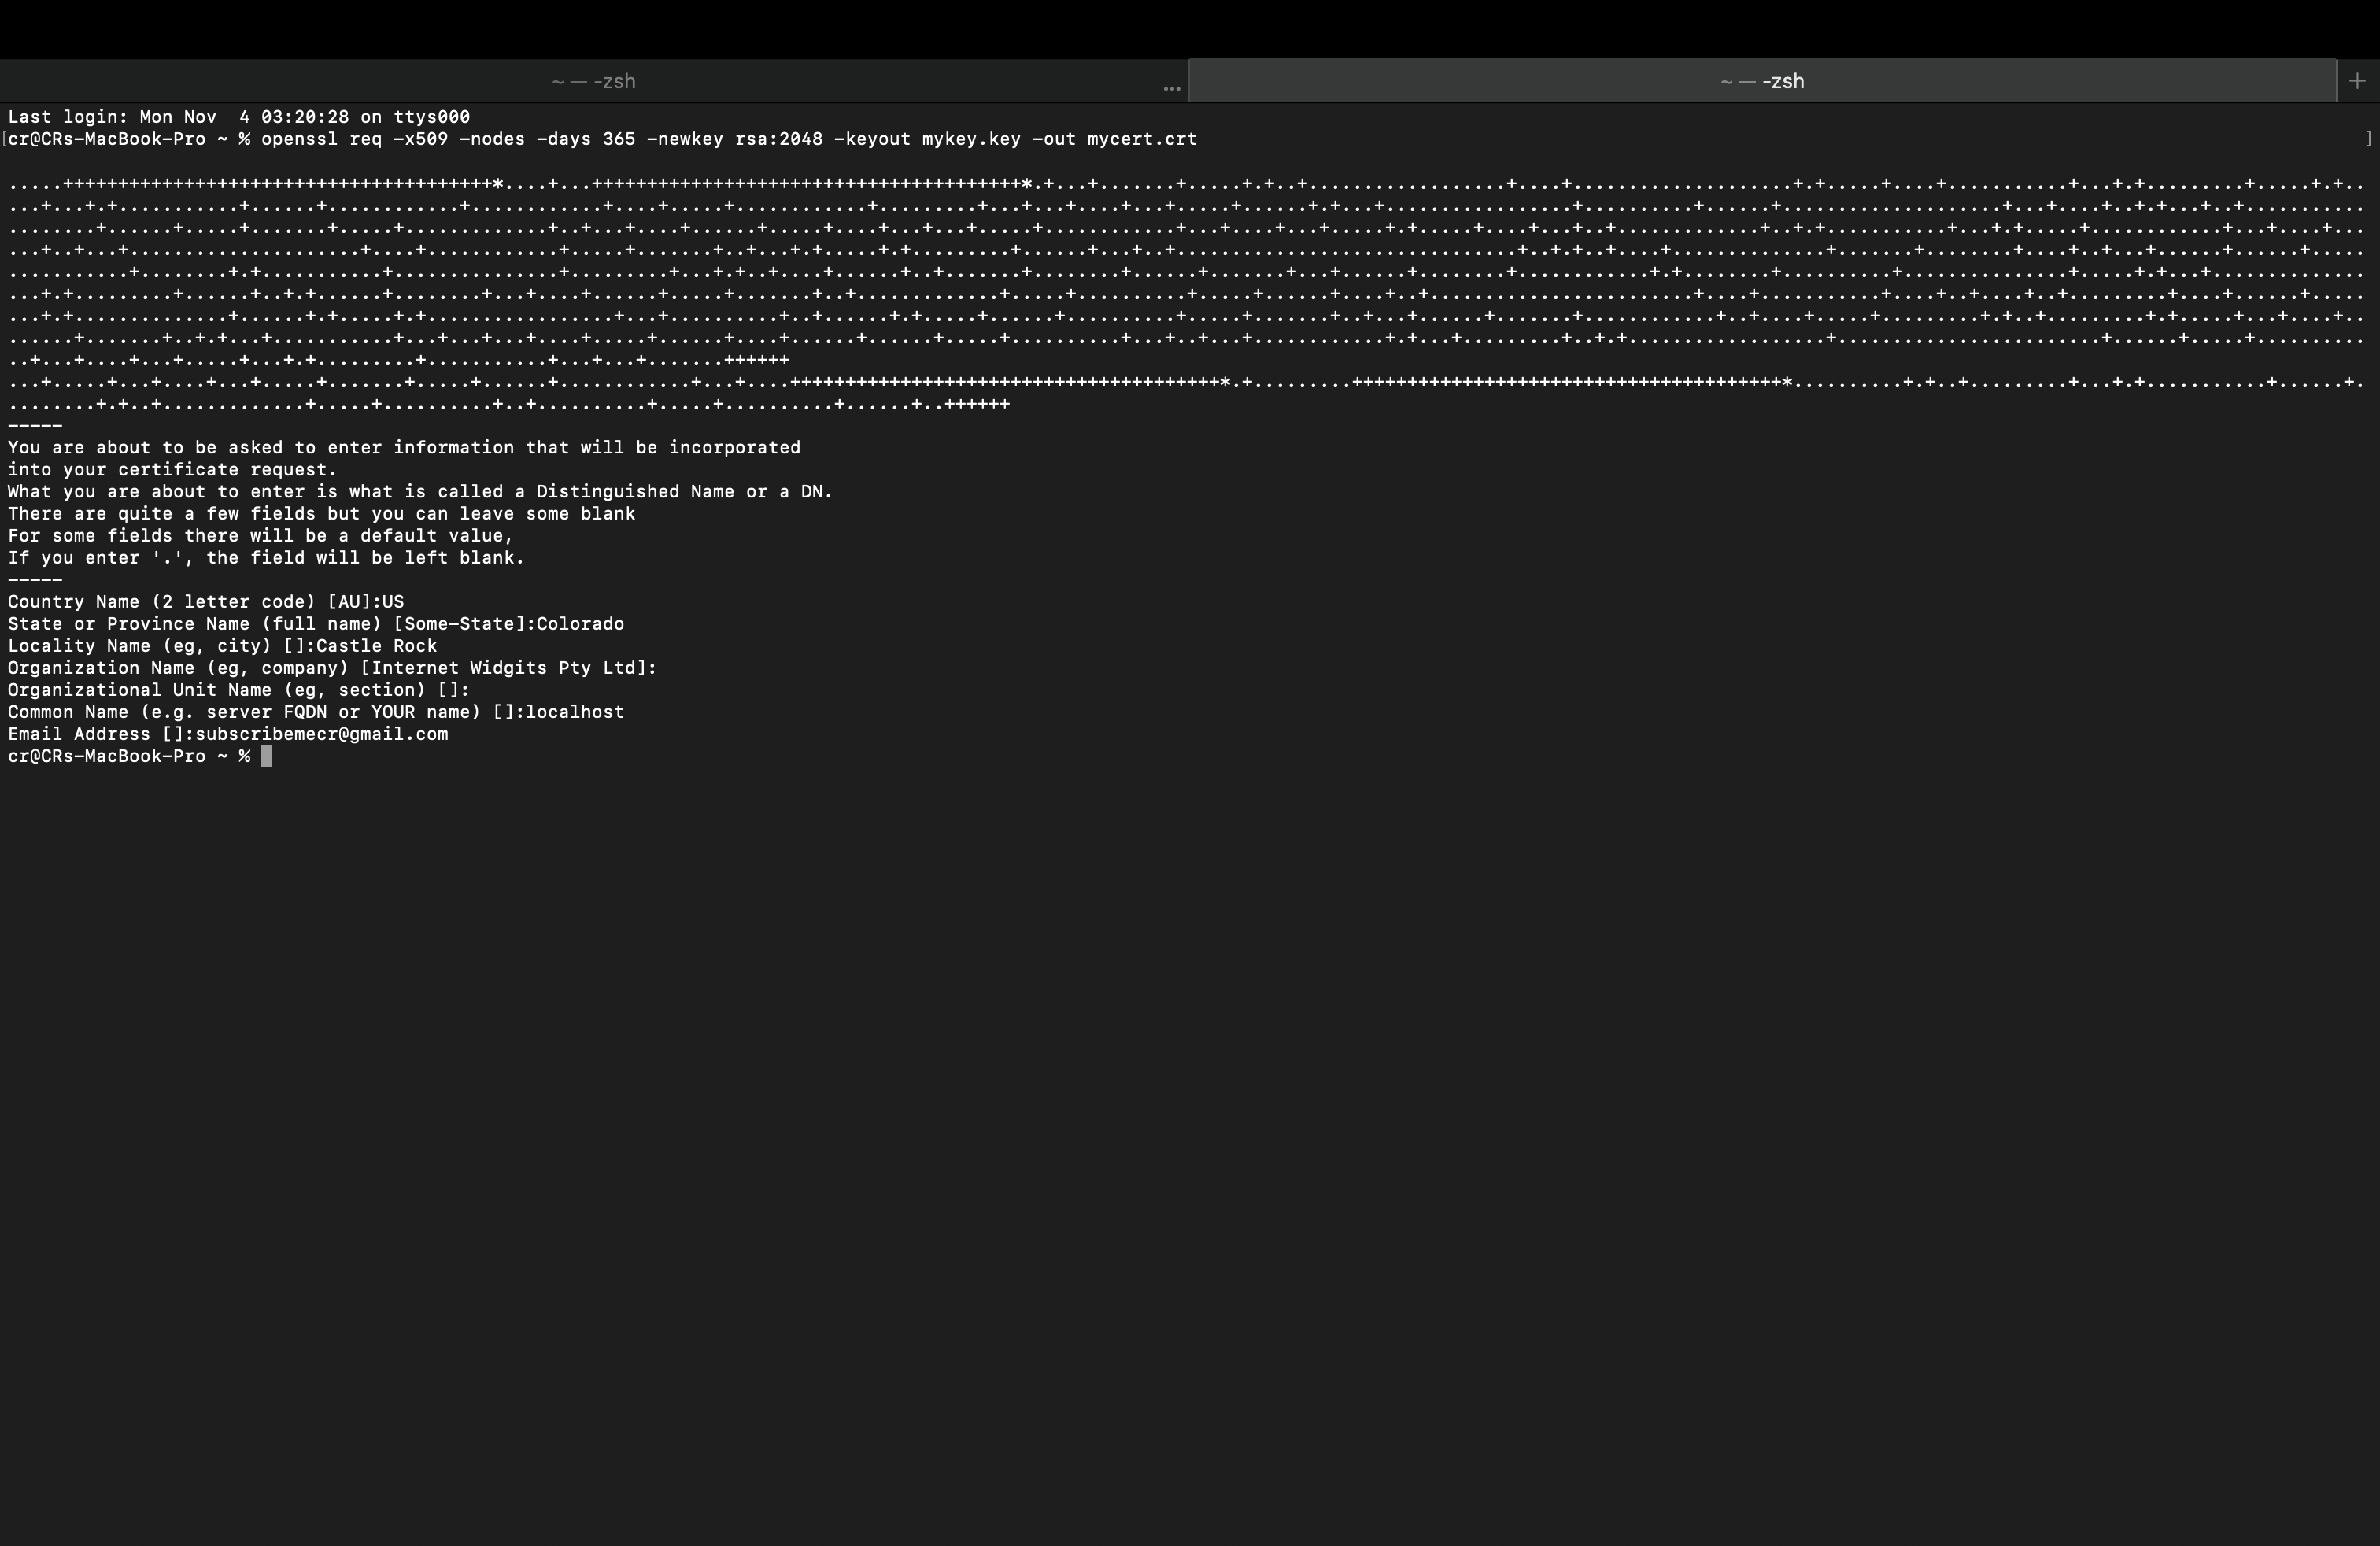 ~ — -zsh
...
~ — -zsh
+
Last login: Mon Nov  4 03:20:28 on ttys000
[cr@CRs-MacBook-Pro ~ % openssl req -x509 -nodes -days 365 -newkey rsa:2048 -keyout mykey.key -out mycert.crt ]
-----
You are about to be asked to enter information that will be incorporated
into your certificate request.
What you are about to enter is what is called a Distinguished Name or a DN.
There are quite a few fields but you can leave some blank
For some fields there will be a default value,
If you enter '.', the field will be left blank.
-----
Country Name (2 letter code) [AU]:US
State or Province Name (full name) [Some-State]:Colorado
Locality Name (eg, city) []:Castle Rock
Organization Name (eg, company) [Internet Widgits Pty Ltd]:
Organizational Unit Name (eg, section) []:
Common Name (e.g. server FQDN or YOUR name) []:localhost
Email Address []:subscribemecr@gmail.com
cr@CRs-MacBook-Pro ~ %